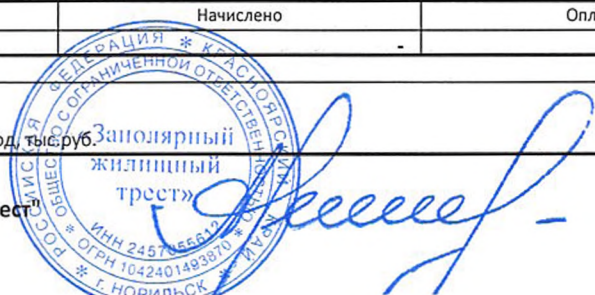 Начислено Опл
-
од, тыс.руб.
ест"
РОССИЙСКАЯ ФЕДЕРАЦИЯ * КРАСНОЯРСКИЙ КРАЙ * Г. НОРИЛЬСК *
ОБЩЕСТВО С ОГРАНИЧЕННОЙ ОТВЕТСТВЕННОСТЬЮ
«Заполярный
жилищный
трест»
ИНН 2457055612
* ОГРН 1042401493870 *